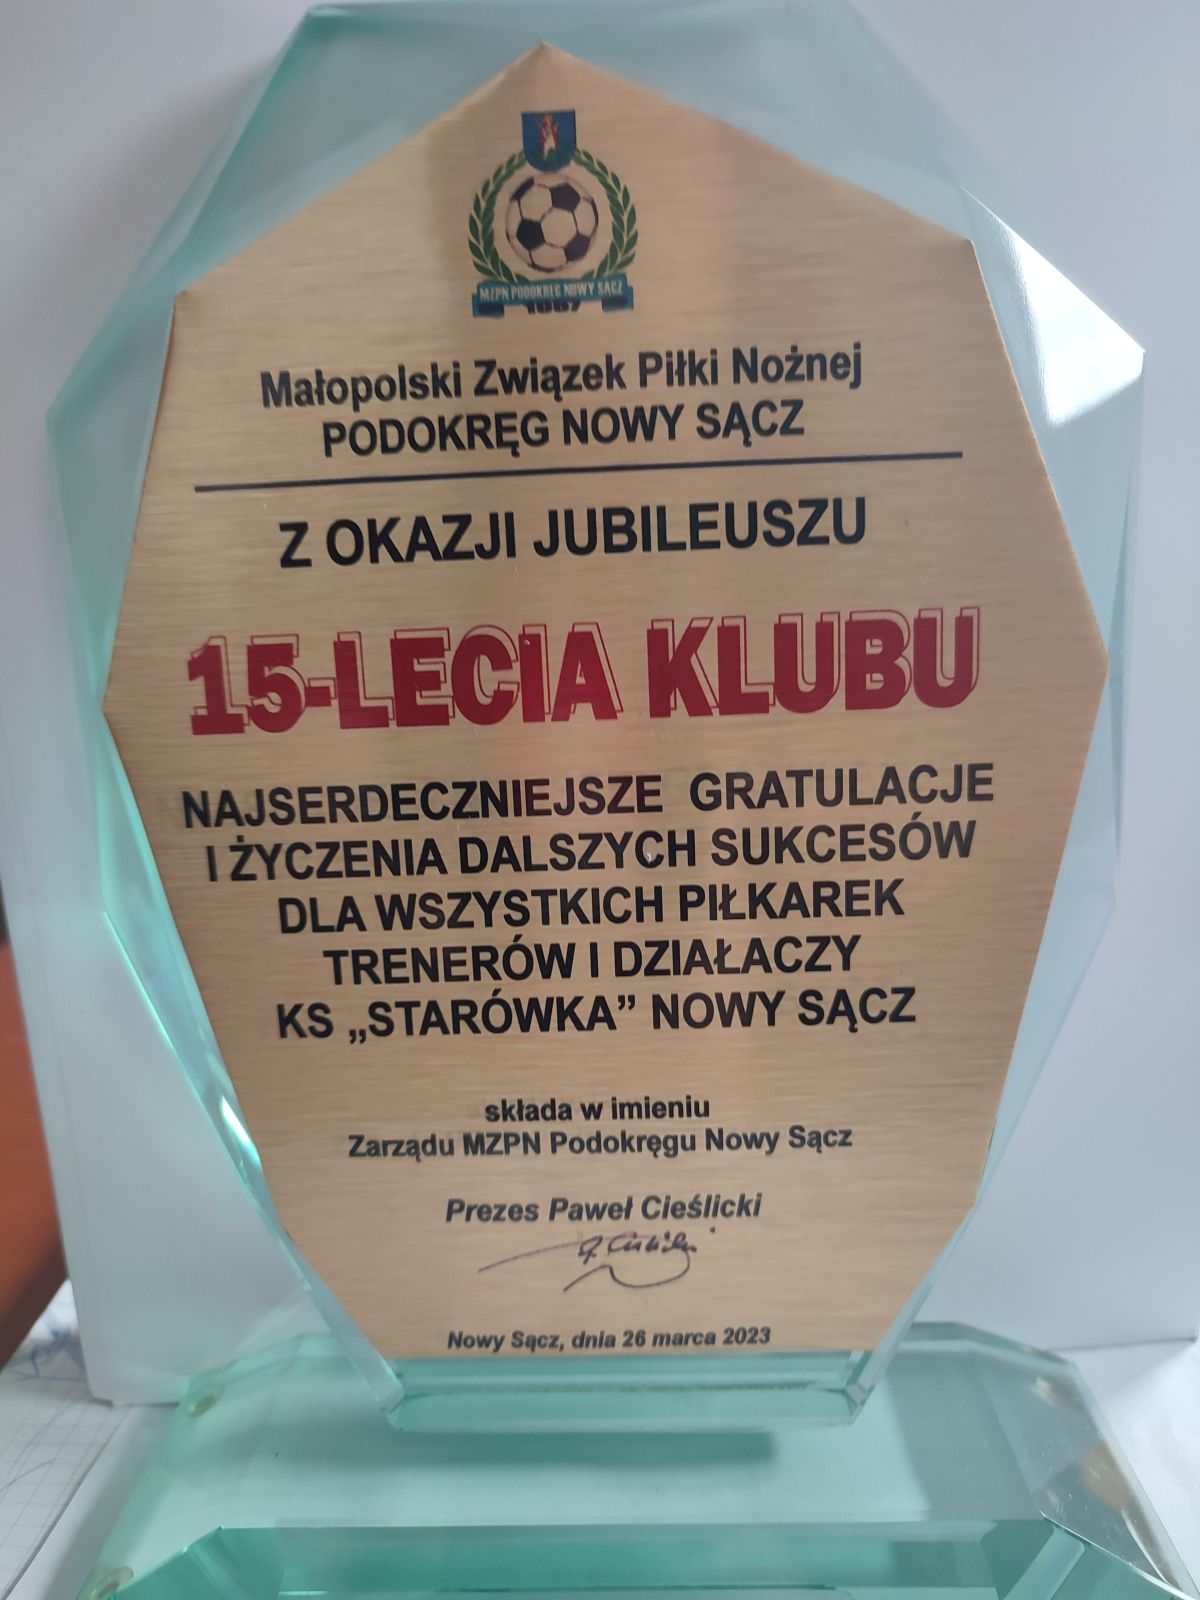 MZPN PODOKRĘG NOWY SĄCZ
Małopolski Związek Piłki Nożnej
PODOKRĘG NOWY SĄCZ
Z OKAZJI JUBILEUSZU
15-LECIA KLUBU
NAJSERDECZNIEJSZE GRATULACJE
I ŻYCZENIA DALSZYCH SUKCESÓW
DLA WSZYSTKICH PIŁKAREK
TRENERÓW I DZIAŁACZY
KS „STARÓWKA” NOWY SĄCZ
składa w imieniu
Zarządu MZPN Podokręgu Nowy Sącz
Prezes Paweł Cieślicki
Nowy Sącz, dnia 26 marca 2023